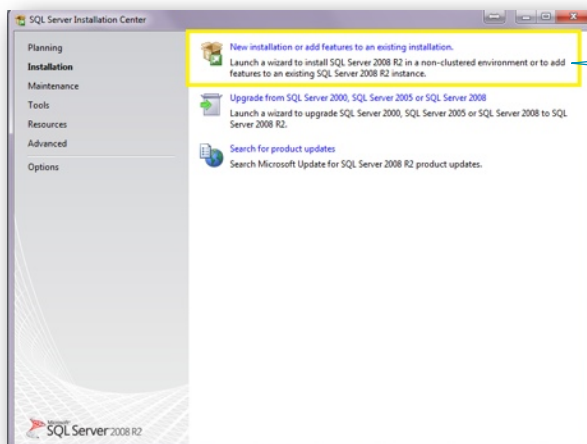 SQL Server Installation Center
Planning
Installation
Maintenance
Tools
Resources
Advanced
Options
New installation or add features to an existing installation.
Launch a wizard to install SQL Server 2008 R2 in a non-clustered environment or to add
features to an existing SQL Server 2008 R2 instance.
Upgrade from SQL Server 2000, SQL Server 2005 or SQL Server 2008
Launch a wizard to upgrade SQL Server 2000, SQL Server 2005 or SQL Server 2008 to SQL
Server 2008 R2.
Search for product updates
Search Microsoft Update for SQL Server 2008 R2 product updates.
Microsoft
SQL Server 2008 R2